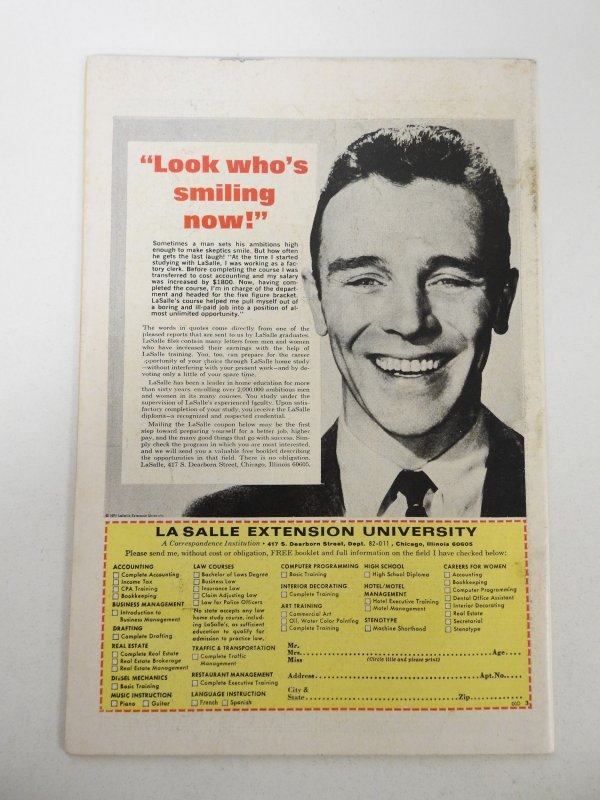 “Look who’s
smiling
now!”
Sometimes a man sets his ambitions high
enough to make skeptics smile. But how often
he gets the last laugh! “At the time I started
studying with LaSalle, I was working as a fac-
tory clerk. Before completing the course I was
transferred to cost accounting and my salary
was increased by $1800. Now, having com-
pleted the course, I’m in charge of the depart-
ment and headed for the five figure bracket.
LaSalle’s course helped me pull myself out of
a boring and ill-paid job into a position of al-
most unlimited opportunity.”
The words in quotes come directly from one of the
pleased reports that are sent to us by LaSalle graduates.
LaSalle files contain many letters from men and women
who have increased their earnings with the help of
LaSalle training. You, too, can prepare for the career
opportunity of your choice through LaSalle home study
—without interfering with your present work—and by de-
voting only a little of your spare time.
LaSalle has been a leader in home education for more
than sixty years, enrolling over 2,000,000 ambitious men
and women in its many courses. You study under the
supervision of LaSalle’s experienced faculty. Upon satis-
factory completion of your study, you receive the LaSalle
diploma—a recognized and respected credential.
Mailing the LaSalle coupon below may be the first
step toward preparing yourself for a better job, higher
pay, and the many good things that go with success. Sim-
ply check the program in which you are most interested,
and we will send you a valuable free booklet describing
the opportunities in that field. There is no obligation.
LaSalle, 417 S. Dearborn Street, Chicago, Illinois 60605.
LaSalle Extension University
LA SALLE EXTENSION UNIVERSITY
A Correspondence Institution • 417 S. Dearborn Street, Dept. 82-011, Chicago, Illinois 60605
Please send me, without cost or obligation, FREE booklet and full information on the field I have checked below:
ACCOUNTING
Complete Accounting
Income Tax
CPA Training
Bookkeeping
BUSINESS MANAGEMENT
Introduction to
Business Management
DRAFTING
Complete Drafting
REAL ESTATE
Complete Real Estate
Real Estate Brokerage
Real Estate Management
DIESEL MECHANICS
Basic Training
MUSIC INSTRUCTION
Piano Guitar
LAW COURSES
Bachelor of Laws Degree
Business Law
Insurance Law
Claim Adjusting Law
Law for Police Officers
No state accepts any law
home study course, includ-
ing LaSalle’s, as sufficient
education to qualify for
admission to practice law.
TRAFFIC & TRANSPORTATION
Complete Traffic
Management
RESTAURANT MANAGEMENT
Complete Executive Training
LANGUAGE INSTRUCTION
French Spanish
COMPUTER PROGRAMMING
Basic Training
INTERIOR DECORATING
Complete Training
ART TRAINING
Commercial Art
Oil, Water Color Painting
Complete Training
HIGH SCHOOL
High School Diploma
HOTEL/MOTEL
MANAGEMENT
Hotel Executive Training
Motel Management
STENOTYPE
Machine Shorthand
CAREERS FOR WOMEN
Accounting
Bookkeeping
Computer Programming
Dental Office Assistant
Interior Decorating
Real Estate
Secretarial
Stenotype
Mr.
Mrs. Age
Miss (Circle title and please print)
Address Apt. No.
City &
State Zip